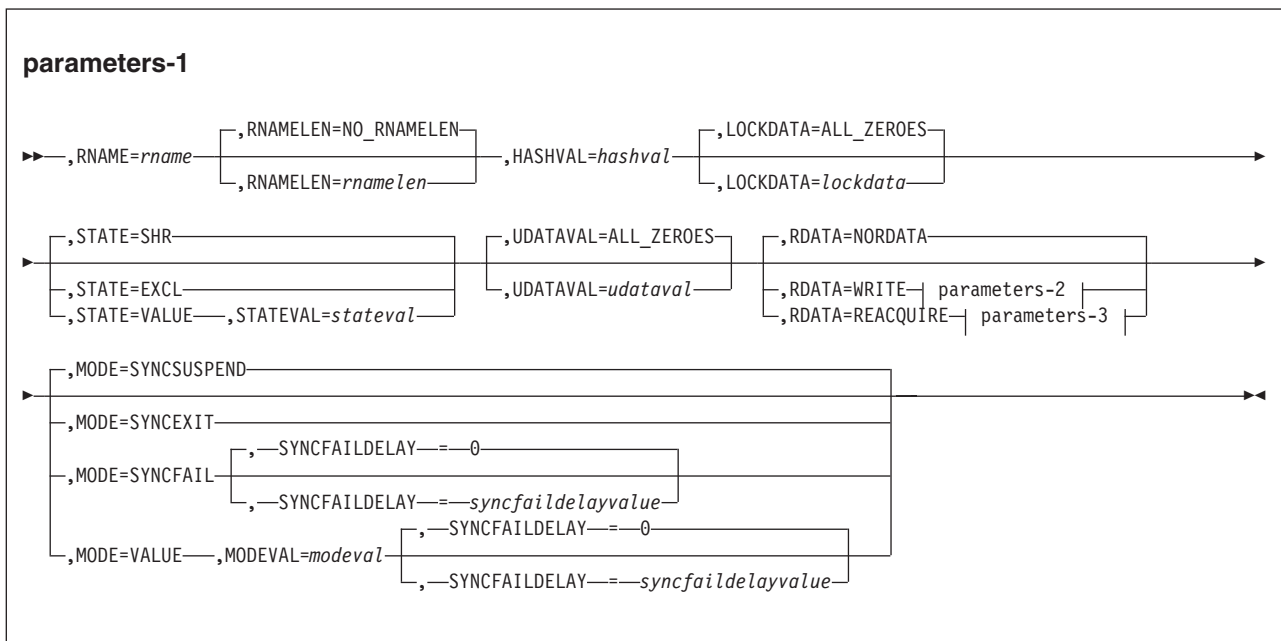 parameters-1
,RNAMELEN=NO_RNAMELEN ,LOCKDATA=ALL_ZEROES
,RNAME=rname ,HASHVAL=hashval
,RNAMELEN=rnamelen ,LOCKDATA=lockdata
,STATE=SHR ,UDATAVAL=ALL_ZEROES ,RDATA=NORDATA
,STATE=EXCL ,UDATAVAL=udataval ,RDATA=WRITE parameters-2
,STATE=VALUE ,STATEVAL=stateval ,RDATA=REACQUIRE parameters-3
,MODE=SYNCSUSPEND
,MODE=SYNCEXIT
, SYNCFAILDELAY = 0
,MODE=SYNCFAIL
, SYNCFAILDELAY = syncfaildelayvalue
, SYNCFAILDELAY = 0
,MODE=VALUE ,MODEVAL=modeval
, SYNCFAILDELAY = syncfaildelayvalue